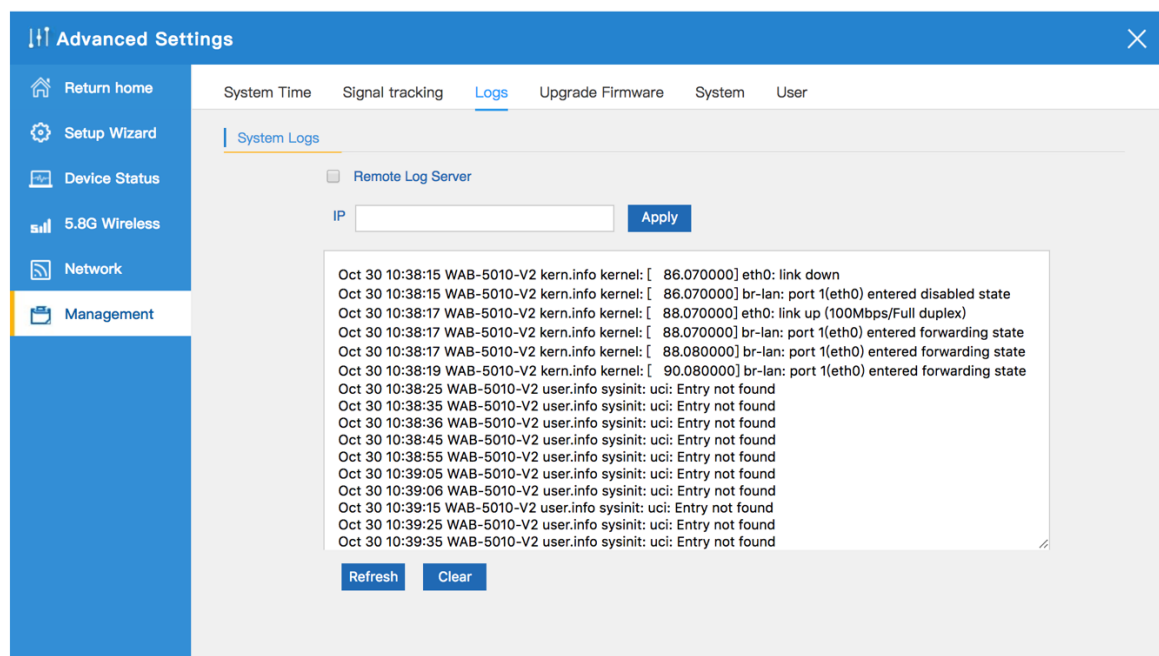 Advanced Settings
Return home
Setup Wizard
Device Status
5.8G Wireless
Network
Management
System Time Signal tracking Logs Upgrade Firmware System User
System Logs
Remote Log Server
IP Apply
Oct 30 10:38:15 WAB-5010-V2 kern.info kernel: [ 86.070000] eth0: link down
Oct 30 10:38:15 WAB-5010-V2 kern.info kernel: [ 86.070000] br-lan: port 1(eth0) entered disabled state
Oct 30 10:38:17 WAB-5010-V2 kern.info kernel: [ 88.070000] eth0: link up (100Mbps/Full duplex)
Oct 30 10:38:17 WAB-5010-V2 kern.info kernel: [ 88.070000] br-lan: port 1(eth0) entered forwarding state
Oct 30 10:38:17 WAB-5010-V2 kern.info kernel: [ 88.080000] br-lan: port 1(eth0) entered forwarding state
Oct 30 10:38:19 WAB-5010-V2 kern.info kernel: [ 90.080000] br-lan: port 1(eth0) entered forwarding state
Oct 30 10:38:25 WAB-5010-V2 user.info sysinit: uci: Entry not found
Oct 30 10:38:35 WAB-5010-V2 user.info sysinit: uci: Entry not found
Oct 30 10:38:36 WAB-5010-V2 user.info sysinit: uci: Entry not found
Oct 30 10:38:45 WAB-5010-V2 user.info sysinit: uci: Entry not found
Oct 30 10:38:55 WAB-5010-V2 user.info sysinit: uci: Entry not found
Oct 30 10:39:05 WAB-5010-V2 user.info sysinit: uci: Entry not found
Oct 30 10:39:06 WAB-5010-V2 user.info sysinit: uci: Entry not found
Oct 30 10:39:15 WAB-5010-V2 user.info sysinit: uci: Entry not found
Oct 30 10:39:25 WAB-5010-V2 user.info sysinit: uci: Entry not found
Oct 30 10:39:35 WAB-5010-V2 user.info sysinit: uci: Entry not found
Refresh Clear